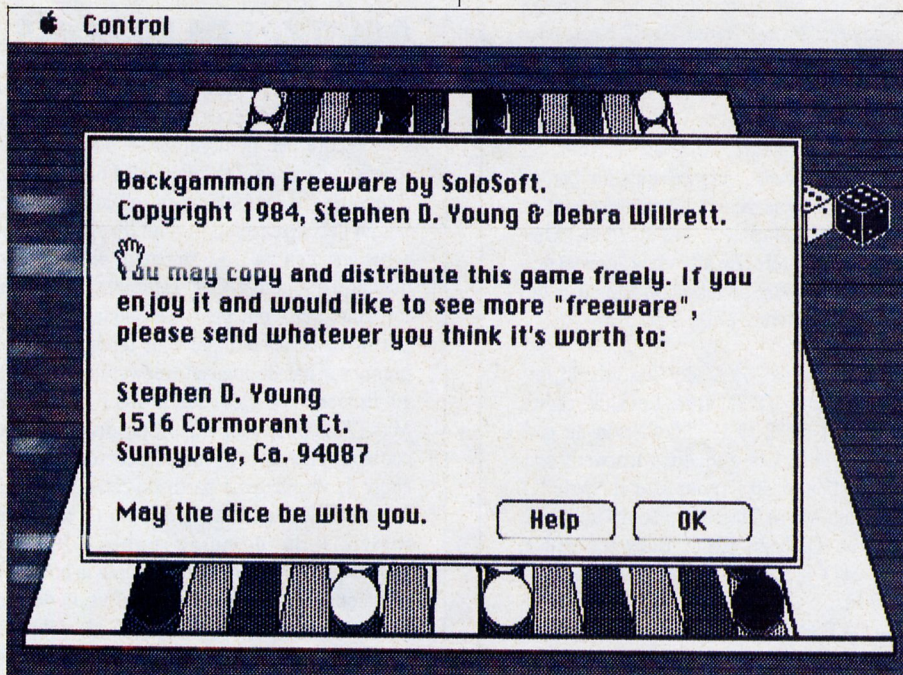 Control
Backgammon Freeware by SoloSoft.
Copyright 1984, Stephen D. Young & Debra Willrett.
You may copy and distribute this game freely. If you
enjoy it and would like to see more "freeware",
please send whatever you think it's worth to:
Stephen D. Young
1516 Cormorant Ct.
Sunnyvale, Ca. 94087
May the dice be with you.
Help
OK